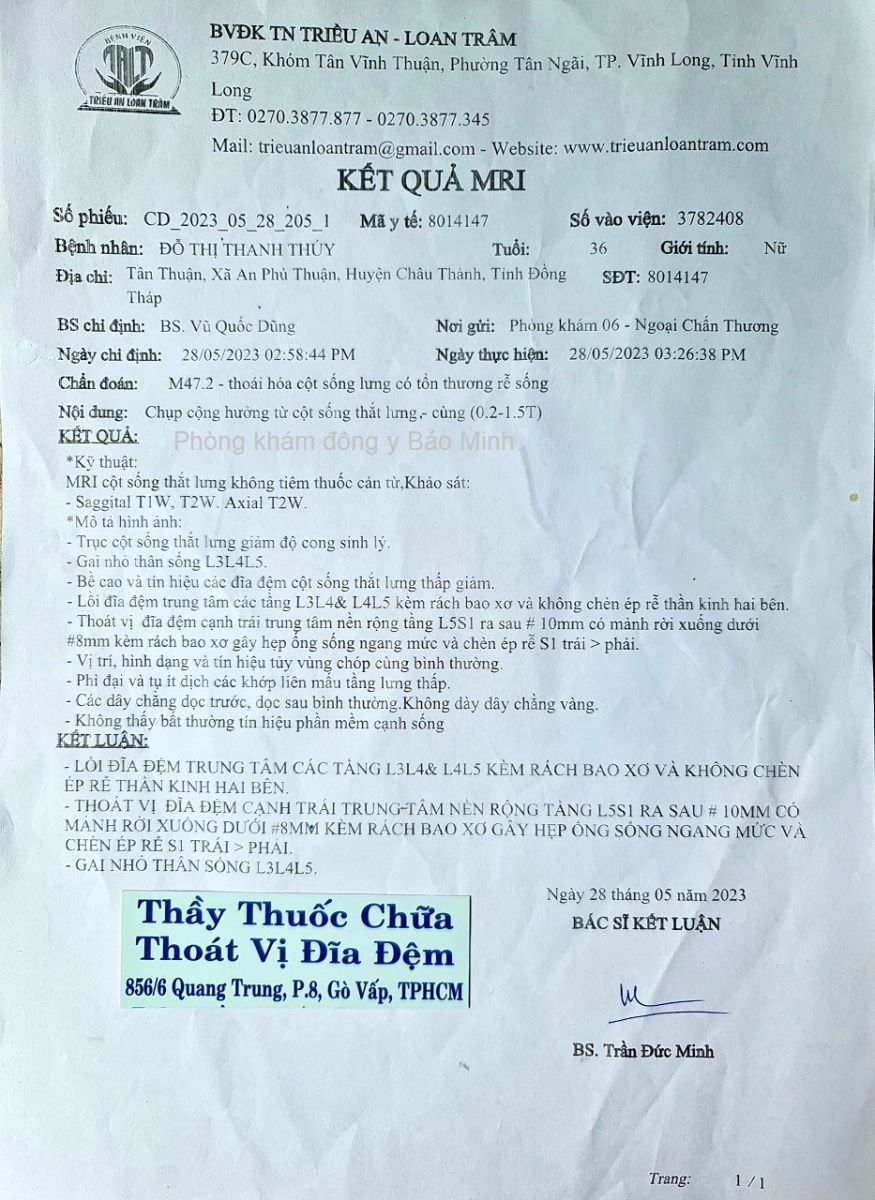 BỆNH VIỆN
TALT
TRIỀU AN LOAN TRÂM
BVĐK TN TRIỀU AN - LOAN TRÂM
379C, Khóm Tân Vĩnh Thuận, Phường Tân Ngãi, TP. Vĩnh Long, Tỉnh Vĩnh
Long
ĐT: 0270.3877.877 - 0270.3877.345
Mail: trieuanloantram@gmail.com - Website: www.trieuanloantram.com
KẾT QUẢ MRI
Số phiếu: CD_2023_05_28_205_1 Mã y tế: 8014147 Số vào viện: 3782408
Bệnh nhân: ĐỖ THỊ THANH THÚY Tuổi: 36 Giới tính: Nữ
Địa chỉ: Tân Thuận, Xã An Phú Thuận, Huyện Châu Thành, Tỉnh Đồng SĐT: 8014147
Tháp
BS chỉ định: BS. Vũ Quốc Dũng Nơi gửi: Phòng khám 06 - Ngoại Chấn Thương
Ngày chỉ định: 28/05/2023 02:58:44 PM Ngày thực hiện: 28/05/2023 03:26:38 PM
Chẩn đoán: M47.2 - thoái hóa cột sống lưng có tổn thương rễ sống
Nội dung: Chụp cộng hưởng từ cột sống thắt lưng - cùng (0.2-1.5T)
KẾT QUẢ: Phòng khám đông y Bảo Minh
*Kỹ thuật:
MRI cột sống thắt lưng không tiêm thuốc cản từ,Khảo sát:
- Saggital T1W, T2W. Axial T2W.
*Mô tả hình ảnh:
- Trục cột sống thắt lưng giảm độ cong sinh lý.
- Gai nhỏ thân sống L3L4L5.
- Bề cao và tín hiệu các đĩa đệm cột sống thắt lưng thấp giảm.
- Lồi đĩa đệm trung tâm các tầng L3L4& L4L5 kèm rách bao xơ và không chèn ép rễ thần kinh hai bên.
- Thoát vị đĩa đệm cạnh trái trung tâm nền rộng tầng L5S1 ra sau # 10mm có mảnh rời xuống dưới
#8mm kèm rách bao xơ gây hẹp ống sống ngang mức và chèn ép rễ S1 trái > phải.
- Vị trí, hình dạng và tín hiệu tủy vùng chóp cùng bình thường.
- Phì đại và tụ ít dịch các khớp liên mấu tầng lưng thấp.
- Các dây chằng dọc trước, dọc sau bình thường.Không dày dây chằng vàng.
- Không thấy bất thường tín hiệu phần mềm cạnh sống
KẾT LUẬN:
- LỒI ĐĨA ĐỆM TRUNG TÂM CÁC TẦNG L3L4& L4L5 KÈM RÁCH BAO XƠ VÀ KHÔNG CHÈN
ÉP RỄ THẦN KINH HAI BÊN.
- THOÁT VỊ ĐĨA ĐỆM CẠNH TRÁI TRUNG TÂM NỀN RỘNG TẦNG L5S1 RA SAU # 10MM CÓ
MẢNH RỜI XUỐNG DƯỚI #8MM KÈM RÁCH BAO XƠ GÂY HẸP ỐNG SỐNG NGANG MỨC VÀ
CHÈN ÉP RỄ S1 TRÁI > PHẢI.
- GAI NHỎ THÂN SỐNG L3L4L5.
Ngày 28 tháng 05 năm 2023
BÁC SĨ KẾT LUẬN
Thầy Thuốc Chữa
Thoát Vị Đĩa Đệm
856/6 Quang Trung, P.8, Gò Vấp, TPHCM
BS. Trần Đức Minh
Trang: 1 / 1